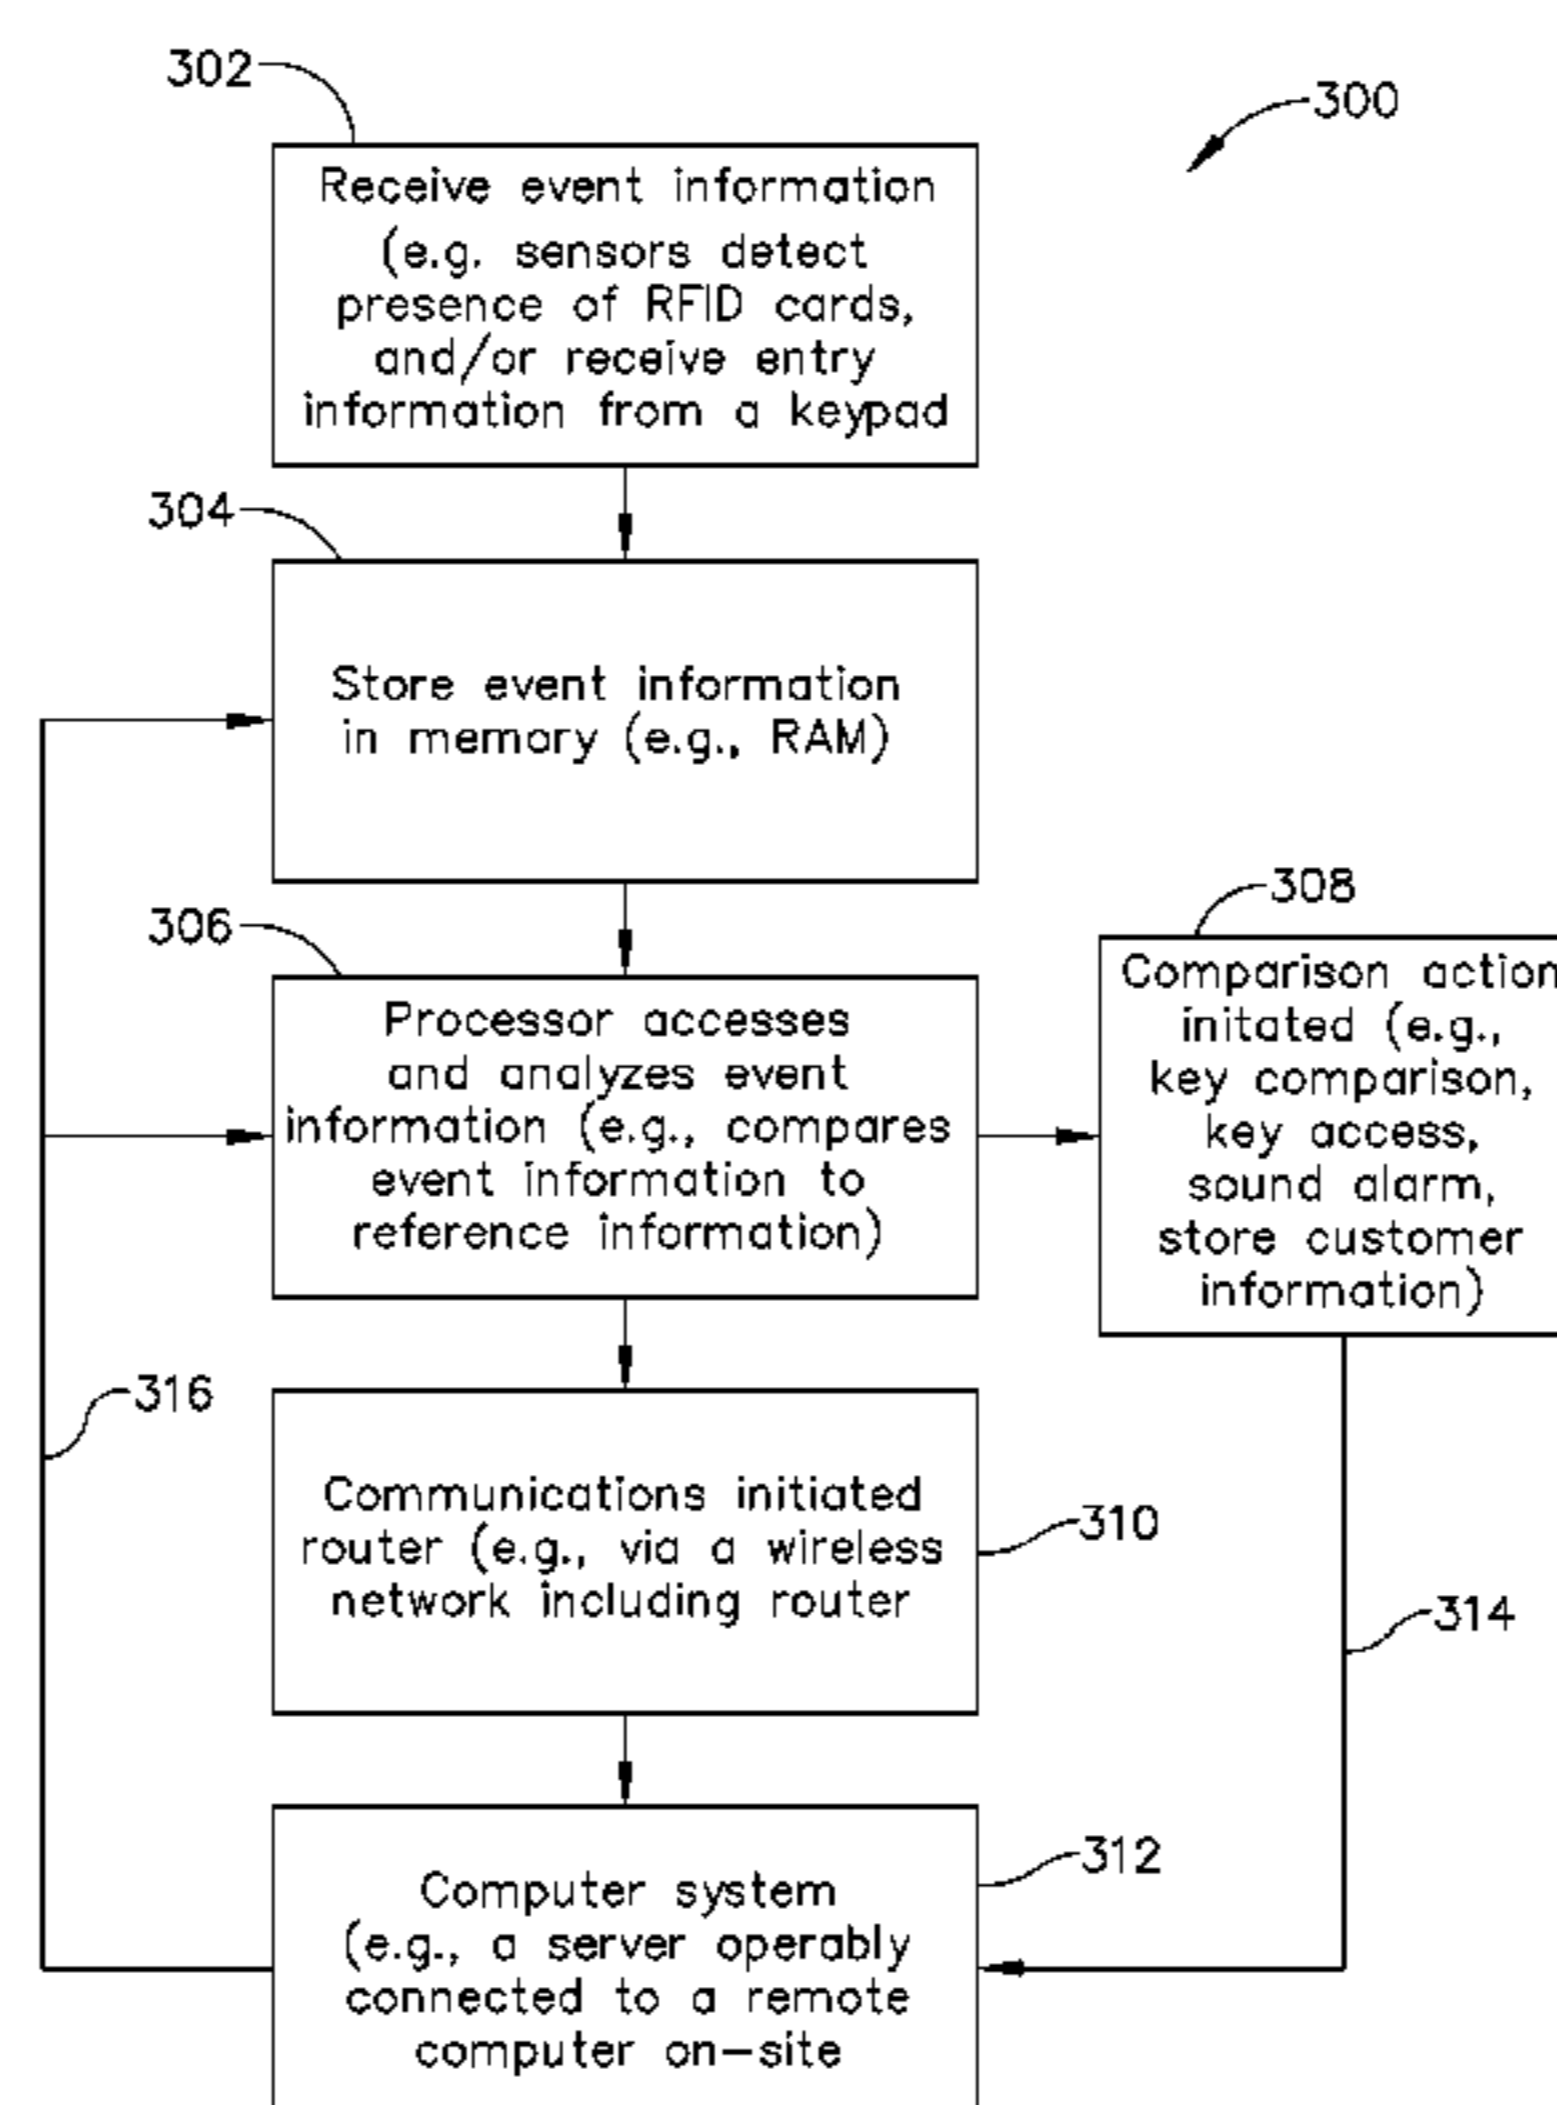 302
300
Receive event information
(e.g. sensors detect
presence of RFID cards,
and/or receive entry
information from a keypad
304
Store event information
in memory (e.g., RAM)
306
Processor accesses
and analyzes event
information (e.g., compares
event information to
reference information)
308
Comparison action
initated (e.g.,
key comparison,
key access,
sound alarm,
store customer
information)
316
Communications initiated
router (e.g., via a wireless
network including router
310
314
312
Computer system
(e.g., a server operably
connected to a remote
computer on-site